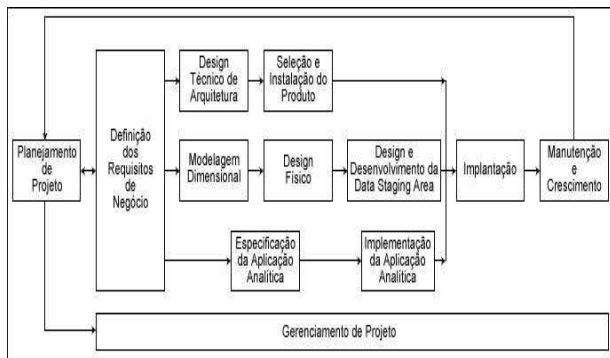 Planejamento
de
Projeto
Definição
dos
Requisitos
de
Negócio
Design
Técnico de
Arquitetura
Seleção e
Instalação do
Produto
Modelagem
Dimensional
Design
Físico
Design e
Desenvolvimento da
Data Staging Area
Especificação
da Aplicação
Analítica
Implementação
da Aplicação
Analítica
Implantação
Manutenção
e
Crescimento
Gerenciamento de Projeto